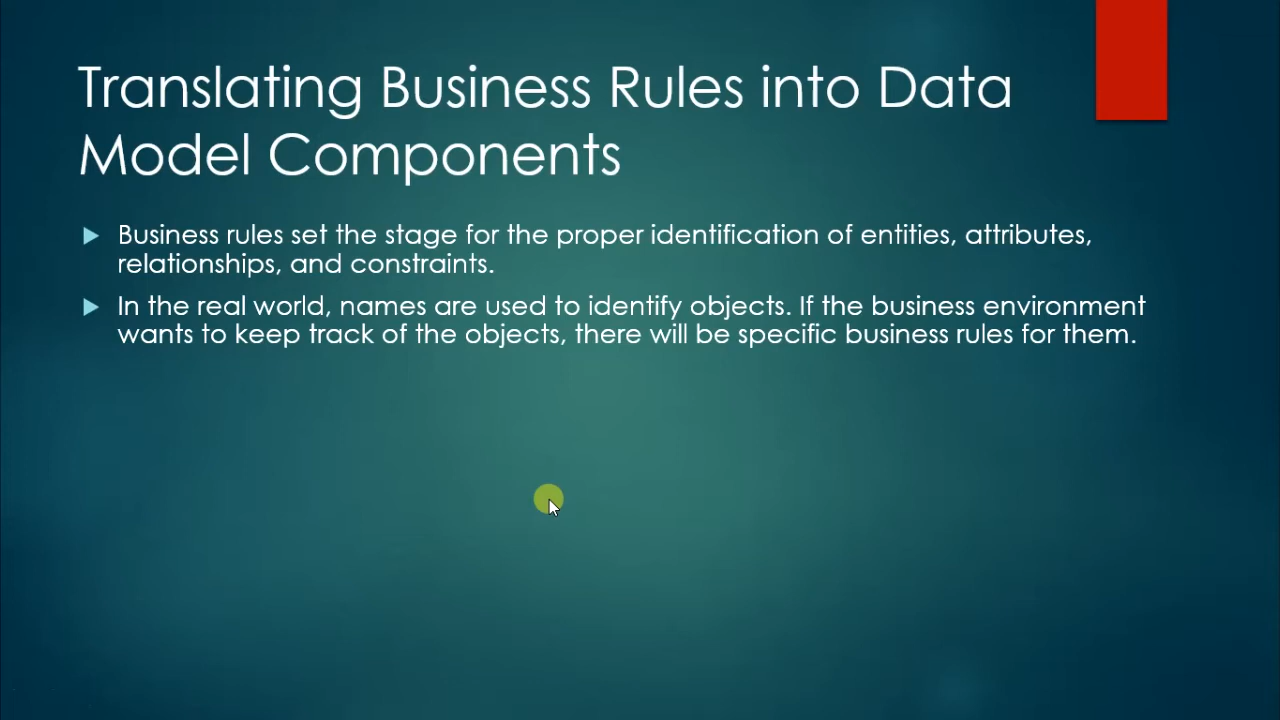 Translating Business Rules into Data
Model Components
Business rules set the stage for the proper identification of entities, attributes,
relationships, and constraints.
In the real world, names are used to identify objects. If the business environment
wants to keep track of the objects, there will be specific business rules for them.